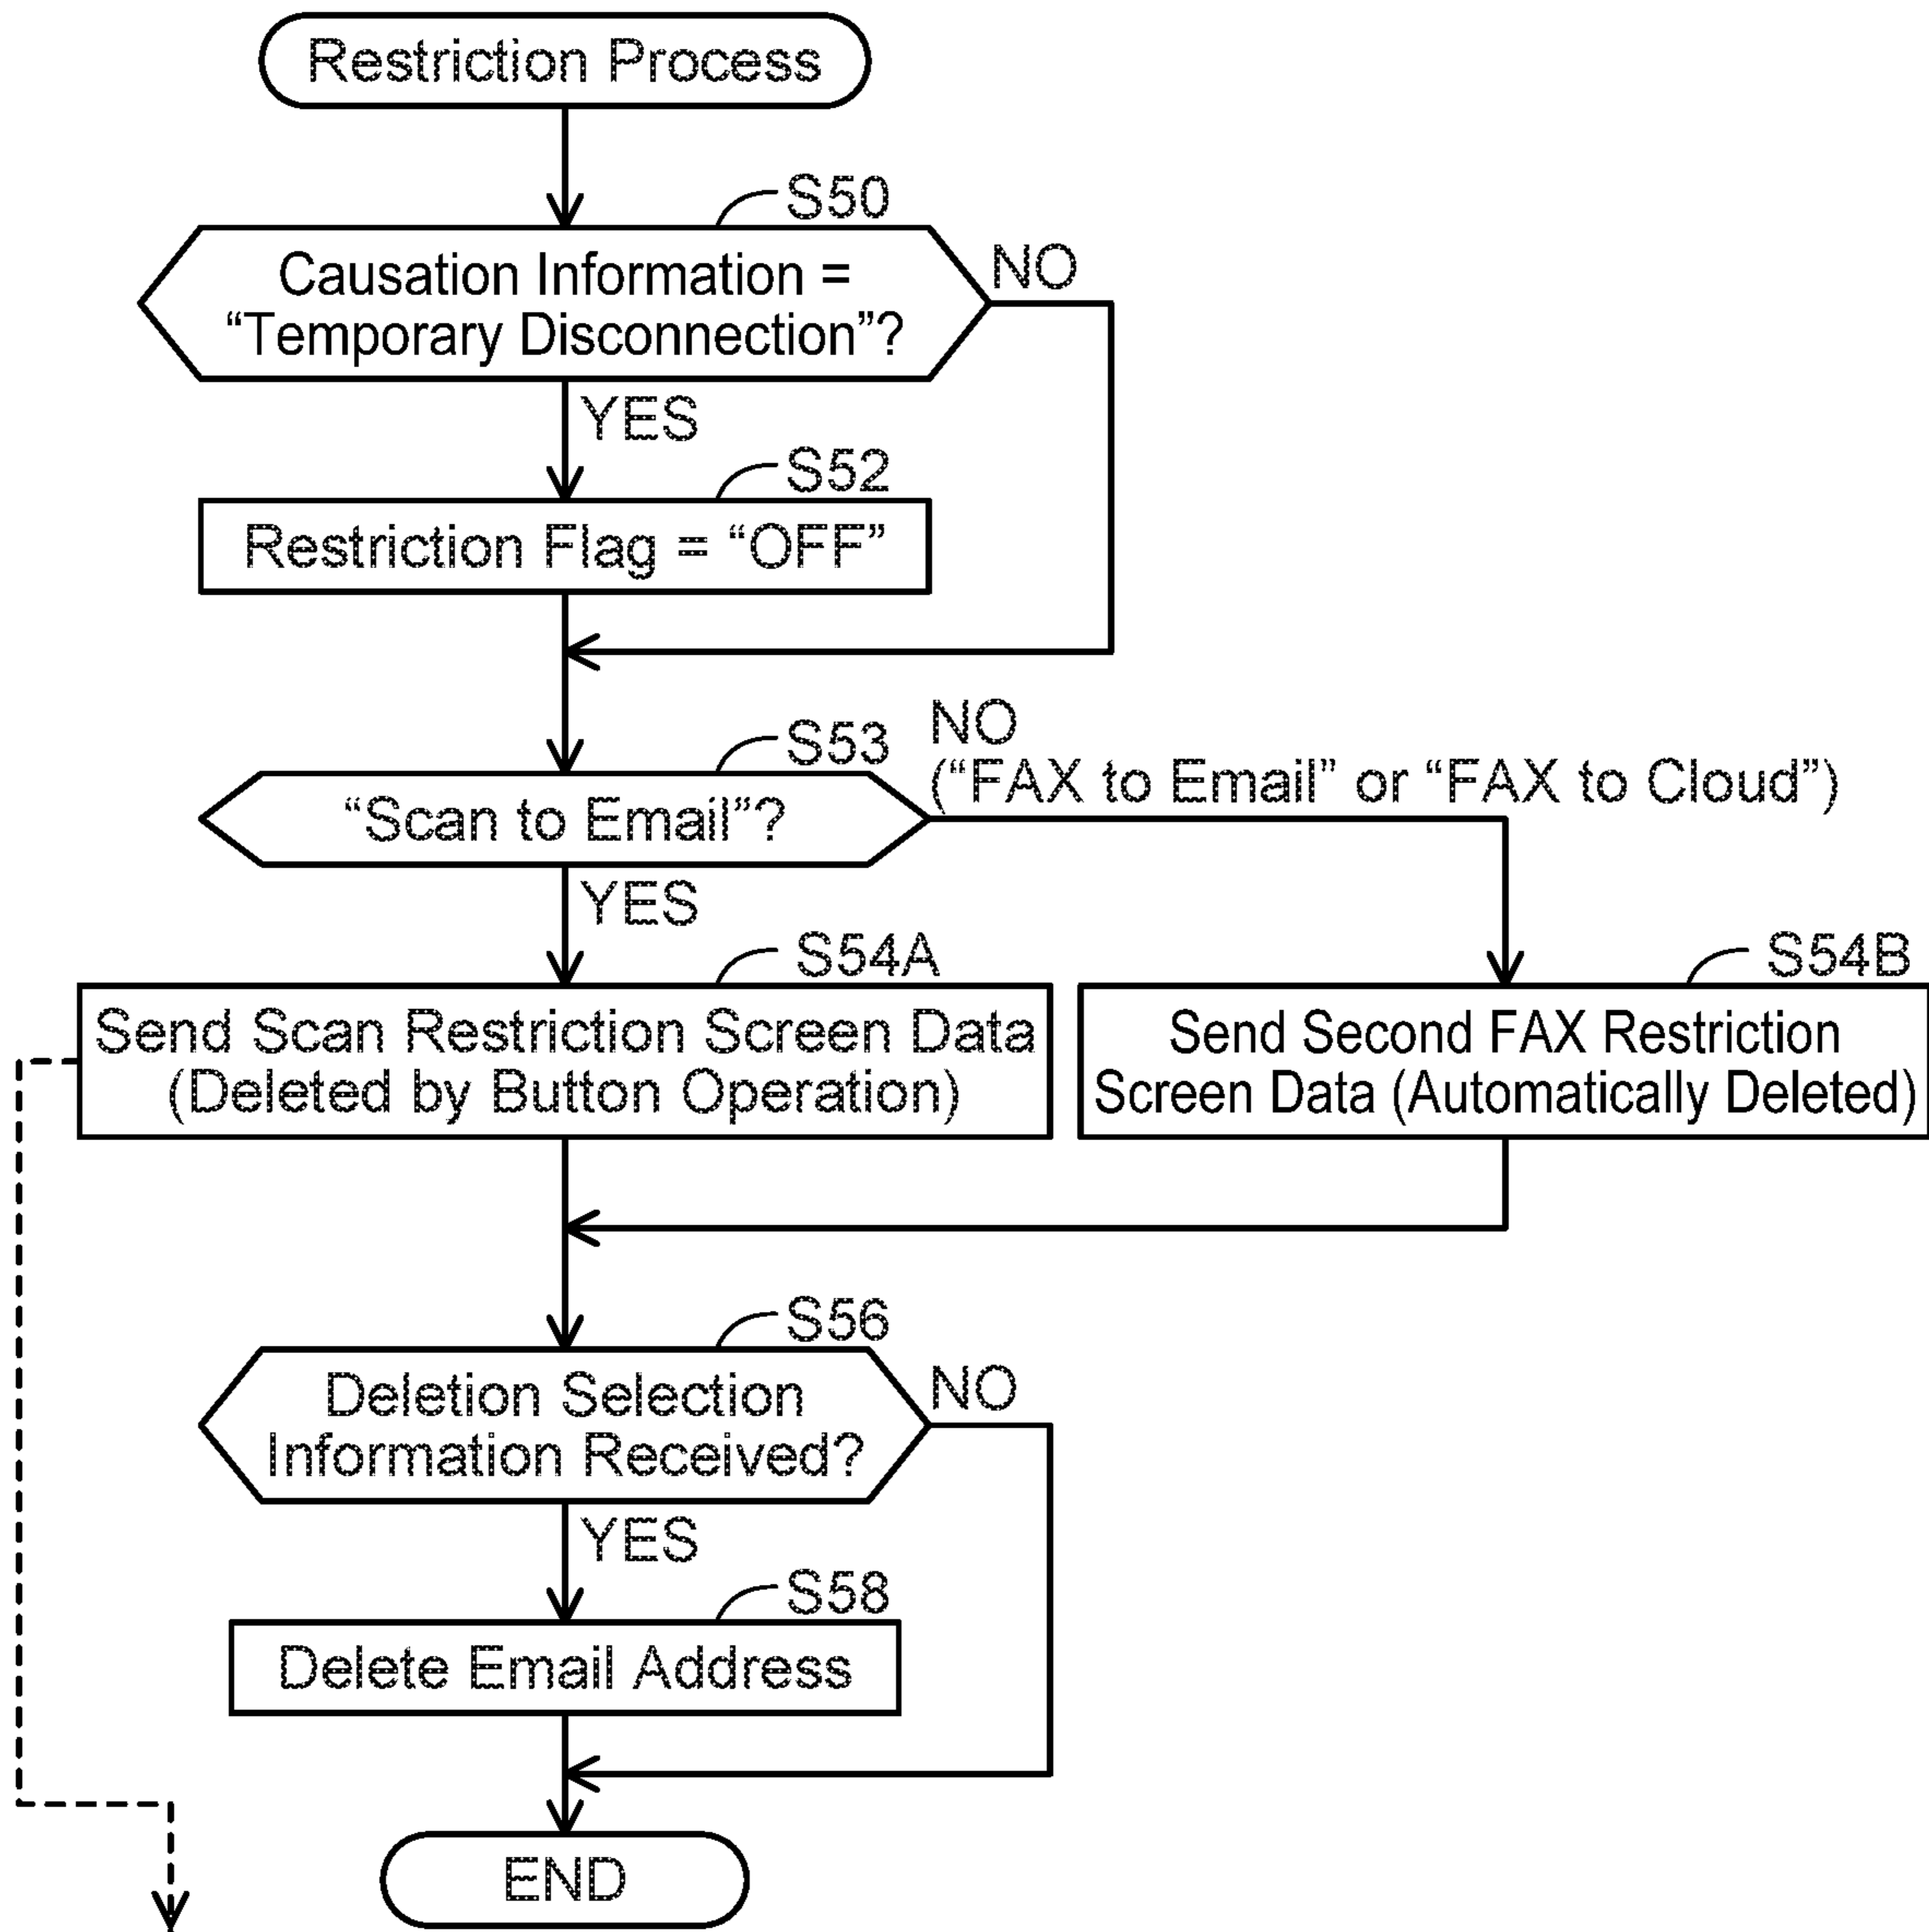 Restriction Process
S50
Causation Information =
“Temporary Disconnection”?
NO
YES
S52
Restriction Flag = “OFF”
S53
“Scan to Email”?
NO
(“FAX to Email” or “FAX to Cloud”)
YES
S54A
Send Scan Restriction Screen Data
(Deleted by Button Operation)
S54B
Send Second FAX Restriction
Screen Data (Automatically Deleted)
S56
Deletion Selection
Information Received?
NO
YES
S58
Delete Email Address
END